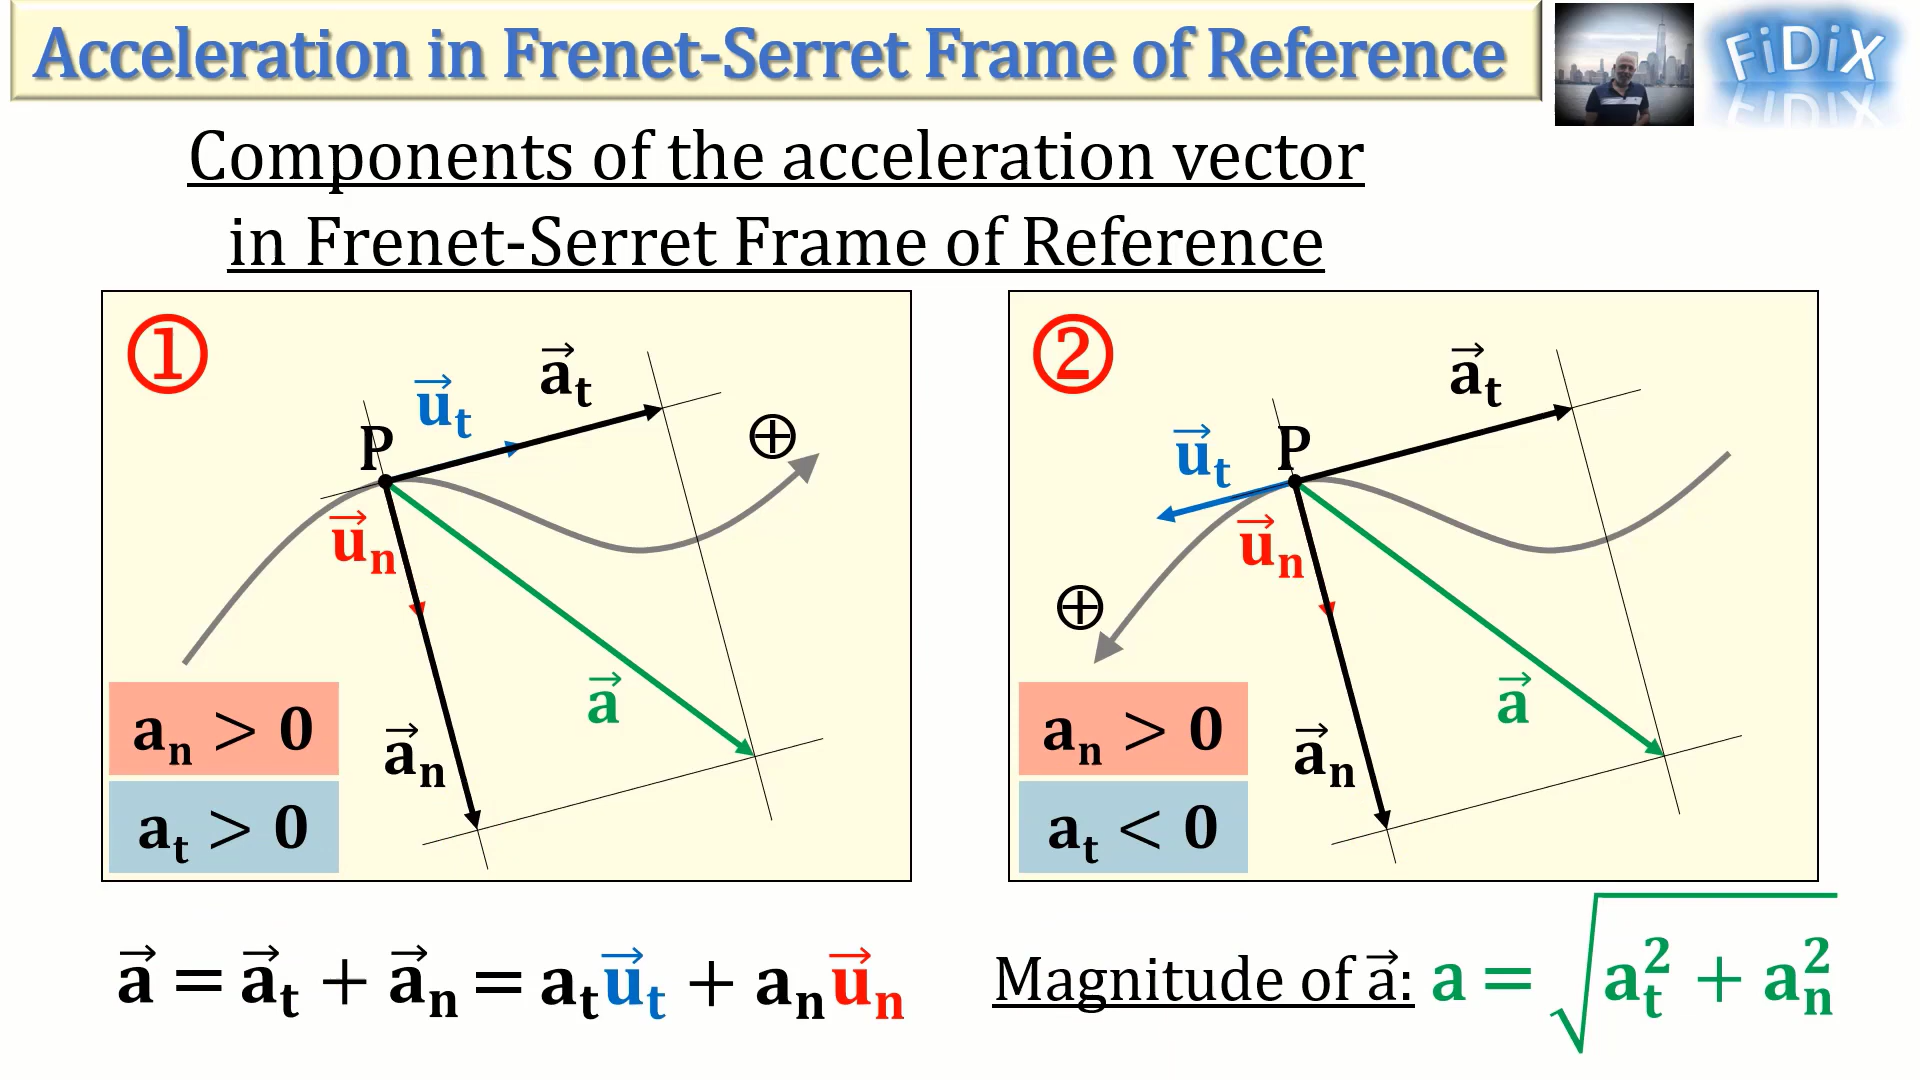 Acceleration in Frenet-Serret Frame of Reference
FiDiX
Components of the acceleration vector
in Frenet-Serret Frame of Reference
①
a⃗ₜ
u⃗ₜ
P
⊕
u⃗ₙ
a⃗
a⃗ₙ
aₙ > 0
aₜ > 0
②
a⃗ₜ
u⃗ₜ
P
u⃗ₙ
⊕
a⃗
a⃗ₙ
aₙ > 0
aₜ < 0
a⃗ = a⃗ₜ + a⃗ₙ = aₜu⃗ₜ + aₙu⃗ₙ
Magnitude of a⃗: a = √(aₜ² + aₙ²)